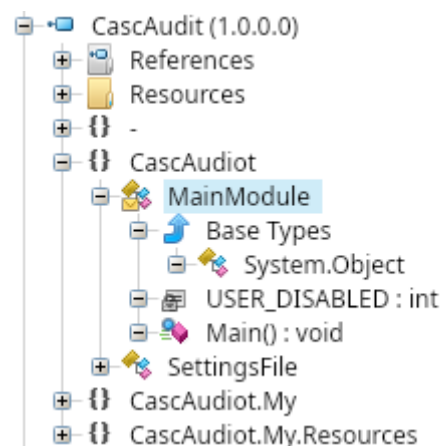 CascAudit (1.0.0.0)
References
Resources
{} -
{} CascAudiot
MainModule
Base Types
System.Object
USER_DISABLED : int
Main() : void
SettingsFile
{} CascAudiot.My
{} CascAudiot.My.Resources